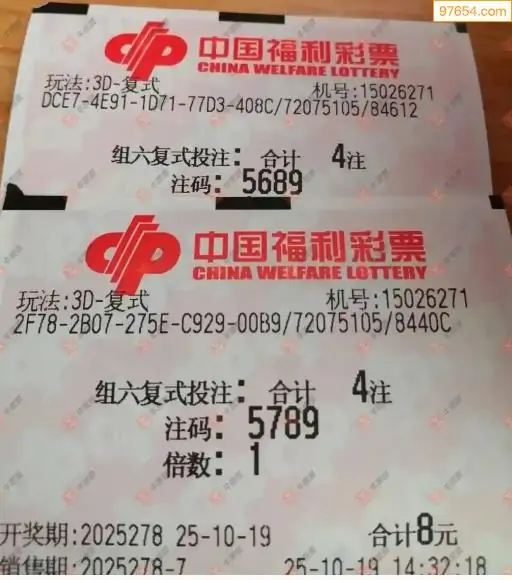 97654.com
中国福利彩票
CHINA WELFARE LOTTERY
玩法:3D-复式 机号:15026271
DCE7-4E91-1D71-77D3-408C/72075105/84612
组六复式投注: 合计 4注
注码: 5689
中国福利彩票
CHINA WELFARE LOTTERY
玩法:3D-复式 机号:15026271
2F78-2B07-275E-C929-00B9/72075105/8440C
组六复式投注: 合计 4注
注码: 5789
倍数: 1
开奖期:2025278 25-10-19 合计8元
销售期:2025278-7 25-10-19 14:32:18